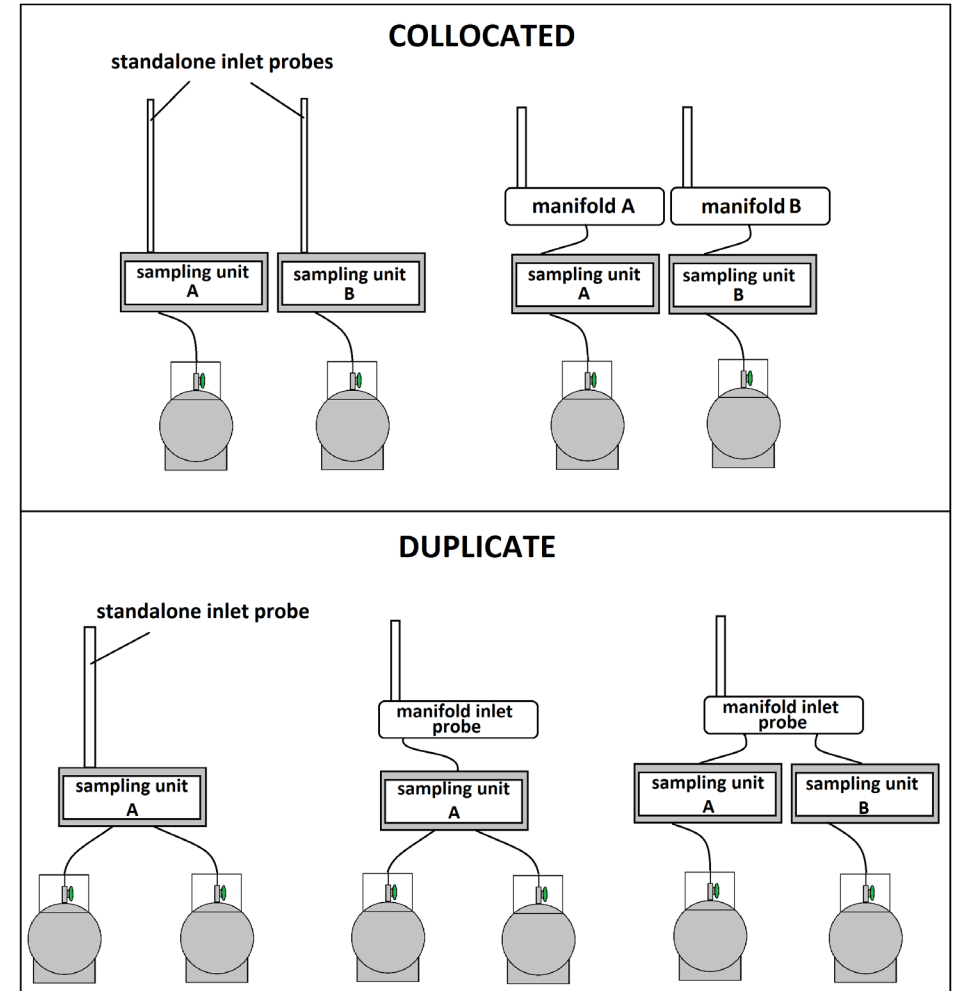 COLLOCATED
standalone inlet probes
manifold A
manifold B
sampling unit
A
sampling unit
B
sampling unit
A
sampling unit
B
DUPLICATE
standalone inlet probe
manifold inlet
probe
manifold inlet
probe
sampling unit
A
sampling unit
A
sampling unit
A
sampling unit
B